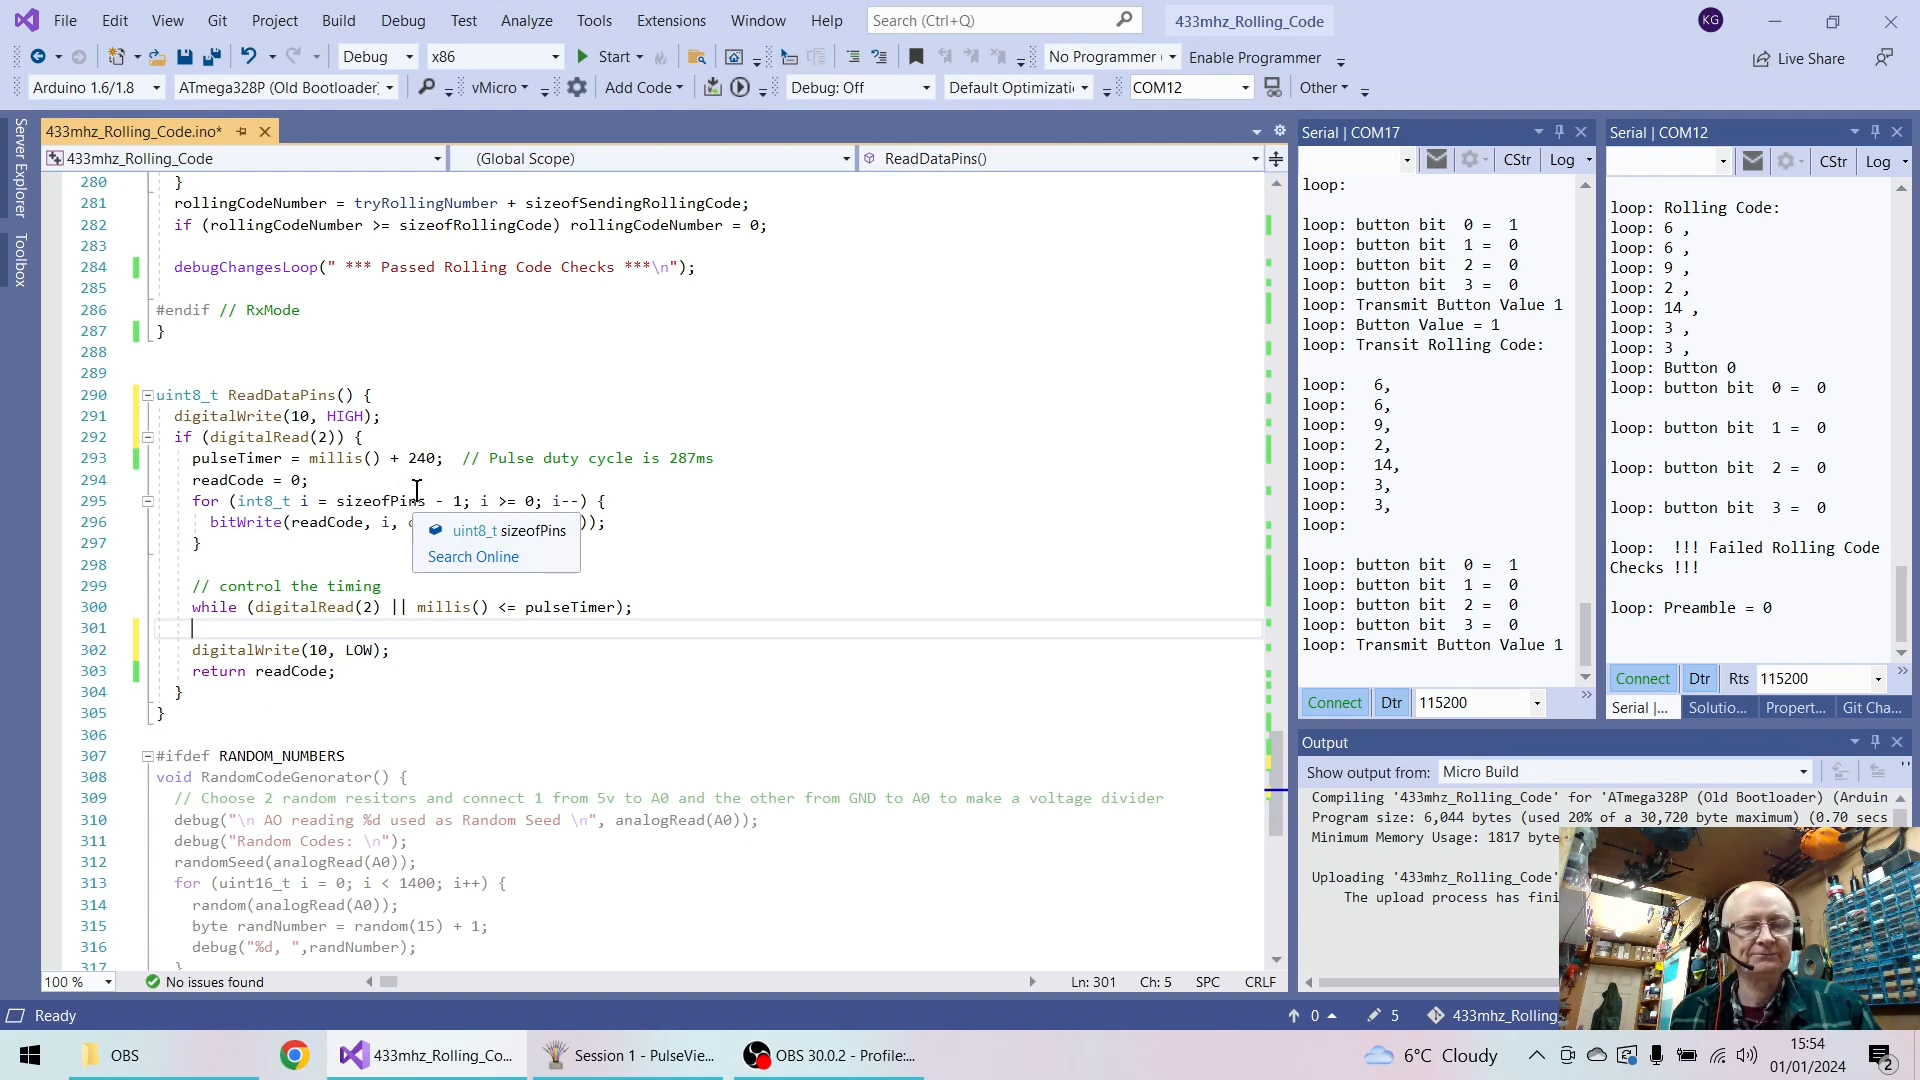 File Edit View Git Project Build Debug Test Analyze Tools Extensions Window Help Search (Ctrl+Q) 433mhz_Rolling_Code KG
Debug x86 Start No Programmer Enable Programmer Live Share
Arduino 1.6/1.8 ATmega328P (Old Bootloader) vMicro Add Code Debug: Off Default Optimizati COM12 Other
Server Explorer
Toolbox
433mhz_Rolling_Code.ino*
433mhz_Rolling_Code (Global Scope) ReadDataPins()
280 }
281 rollingCodeNumber = tryRollingNumber + sizeofSendingRollingCode;
282 if (rollingCodeNumber >= sizeofRollingCode) rollingCodeNumber = 0;
283
284 debugChangesLoop(" *** Passed Rolling Code Checks ***\n");
285
286 #endif // RxMode
287 }
288
289
290 uint8_t ReadDataPins() {
291 digitalWrite(10, HIGH);
292 if (digitalRead(2)) {
293 pulseTimer = millis() + 240; // Pulse duty cycle is 287ms
294 readCode = 0;
295 for (int8_t i = sizeofPins - 1; i >= 0; i--) {
296 bitWrite(readCode, i, ));
uint8_t sizeofPins
Search Online
297 }
298
299 // control the timing
300 while (digitalRead(2) || millis() <= pulseTimer);
301
302 digitalWrite(10, LOW);
303 return readCode;
304 }
305 }
306
307 #ifdef RANDOM_NUMBERS
308 void RandomCodeGenorator() {
309 // Choose 2 random resitors and connect 1 from 5v to A0 and the other from GND to A0 to make a voltage divider
310 debug("\n AO reading %d used as Random Seed \n", analogRead(A0));
311 debug("Random Codes: \n");
312 randomSeed(analogRead(A0));
313 for (uint16_t i = 0; i < 1400; i++) {
314 random(analogRead(A0));
315 byte randNumber = random(15) + 1;
316 debug("%d, ",randNumber);
317 }
100 % No issues found Ln: 301 Ch: 5 SPC CRLF
Serial | COM17
CStr Log
loop:
loop: button bit 0 = 1
loop: button bit 1 = 0
loop: button bit 2 = 0
loop: button bit 3 = 0
loop: Transmit Button Value 1
loop: Button Value = 1
loop: Transit Rolling Code:
loop: 6,
loop: 6,
loop: 9,
loop: 2,
loop: 14,
loop: 3,
loop: 3,
loop:
loop: button bit 0 = 1
loop: button bit 1 = 0
loop: button bit 2 = 0
loop: button bit 3 = 0
loop: Transmit Button Value 1
Connect Dtr 115200
Serial | COM12
CStr Log
loop: Rolling Code:
loop: 6 ,
loop: 6 ,
loop: 9 ,
loop: 2 ,
loop: 14 ,
loop: 3 ,
loop: 3 ,
loop: Button 0
loop: button bit 0 = 0
loop: button bit 1 = 0
loop: button bit 2 = 0
loop: button bit 3 = 0
loop: !!! Failed Rolling Code
Checks !!!
loop: Preamble = 0
Connect Dtr Rts 115200
Serial |... Solutio... Propert... Git Cha...
Output
Show output from: Micro Build
Compiling '433mhz_Rolling_Code' for 'ATmega328P (Old Bootloader) (Arduin
Program size: 6,044 bytes (used 20% of a 30,720 byte maximum) (0.70 secs
Minimum Memory Usage: 1817 byte
Uploading '433mhz_Rolling_Code'
The upload process has fini
Ready 0 5 433mhz_Rolling
OBS 433mhz_Rolling_Co... Session 1 - PulseVie... OBS 30.0.2 - Profile:... 6°C Cloudy 15:54
01/01/2024 2